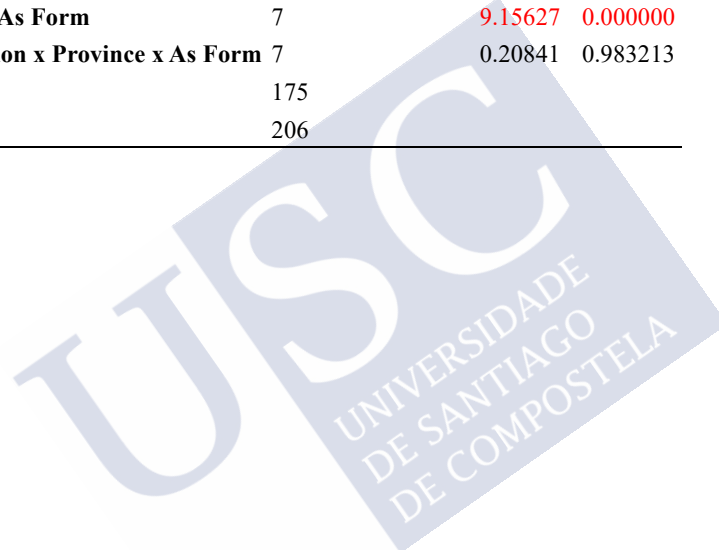 As Form 7 9.15627 0.000000
on x Province x As Form 7 0.20841 0.983213
175
206
USC
UNIVERSIDADE
DE SANTIAGO
DE COMPOSTELA